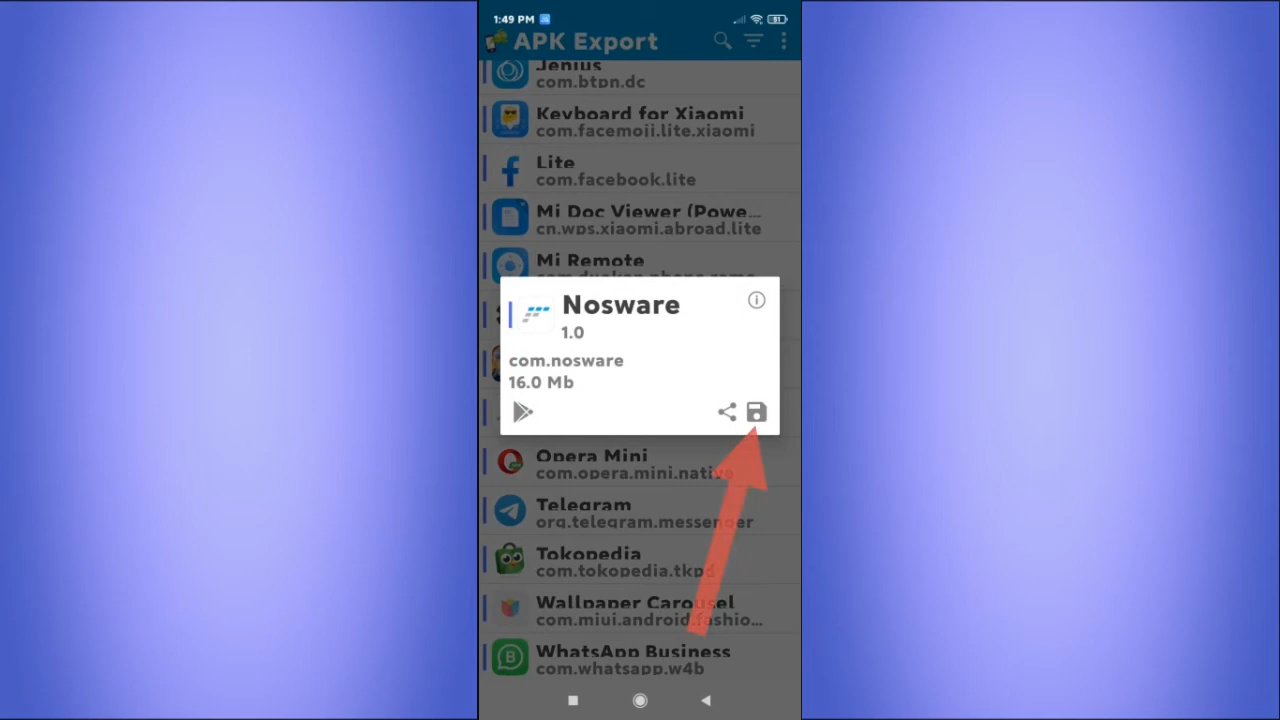 1:49 PM
51
APK Export
Jenius
com.btpn.dc
Keyboard for Xiaomi
com.facemoji.lite.xiaomi
Lite
com.facebook.lite
Mi Doc Viewer (Powe...
cn.wps.xiaomi.abroad.lite
Mi Remote
Nosware
1.0
com.nosware
16.0 Mb
Opera Mini
com.opera.mini.native
Telegram
org.telegram.messenger
Tokopedia
com.tokopedia.tkpd
Wallpaper Carousel
com.miui.android.fashio...
WhatsApp Business
com.whatsapp.w4b